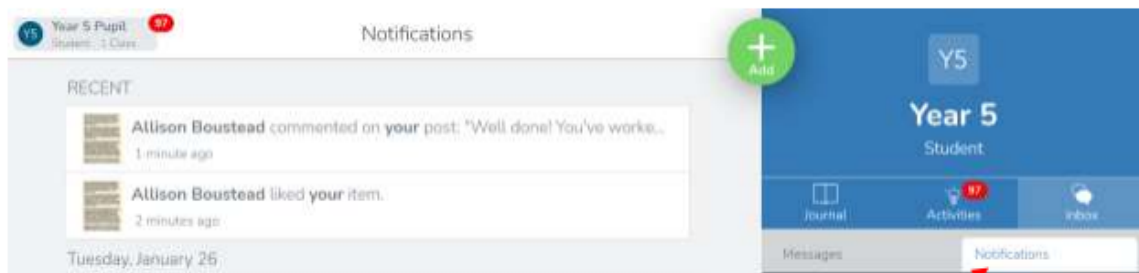 Y5
Year 5 Pupil
97
Student · 1 Class
Notifications
RECENT
Allison Boustead commented on your post: "Well done! You've worke...
1 minute ago
Allison Boustead liked your item.
2 minutes ago
Tuesday, January 26
Add
Y5
Year 5
Student
Journal
Activities
97
Inbox
Messages
Notifications